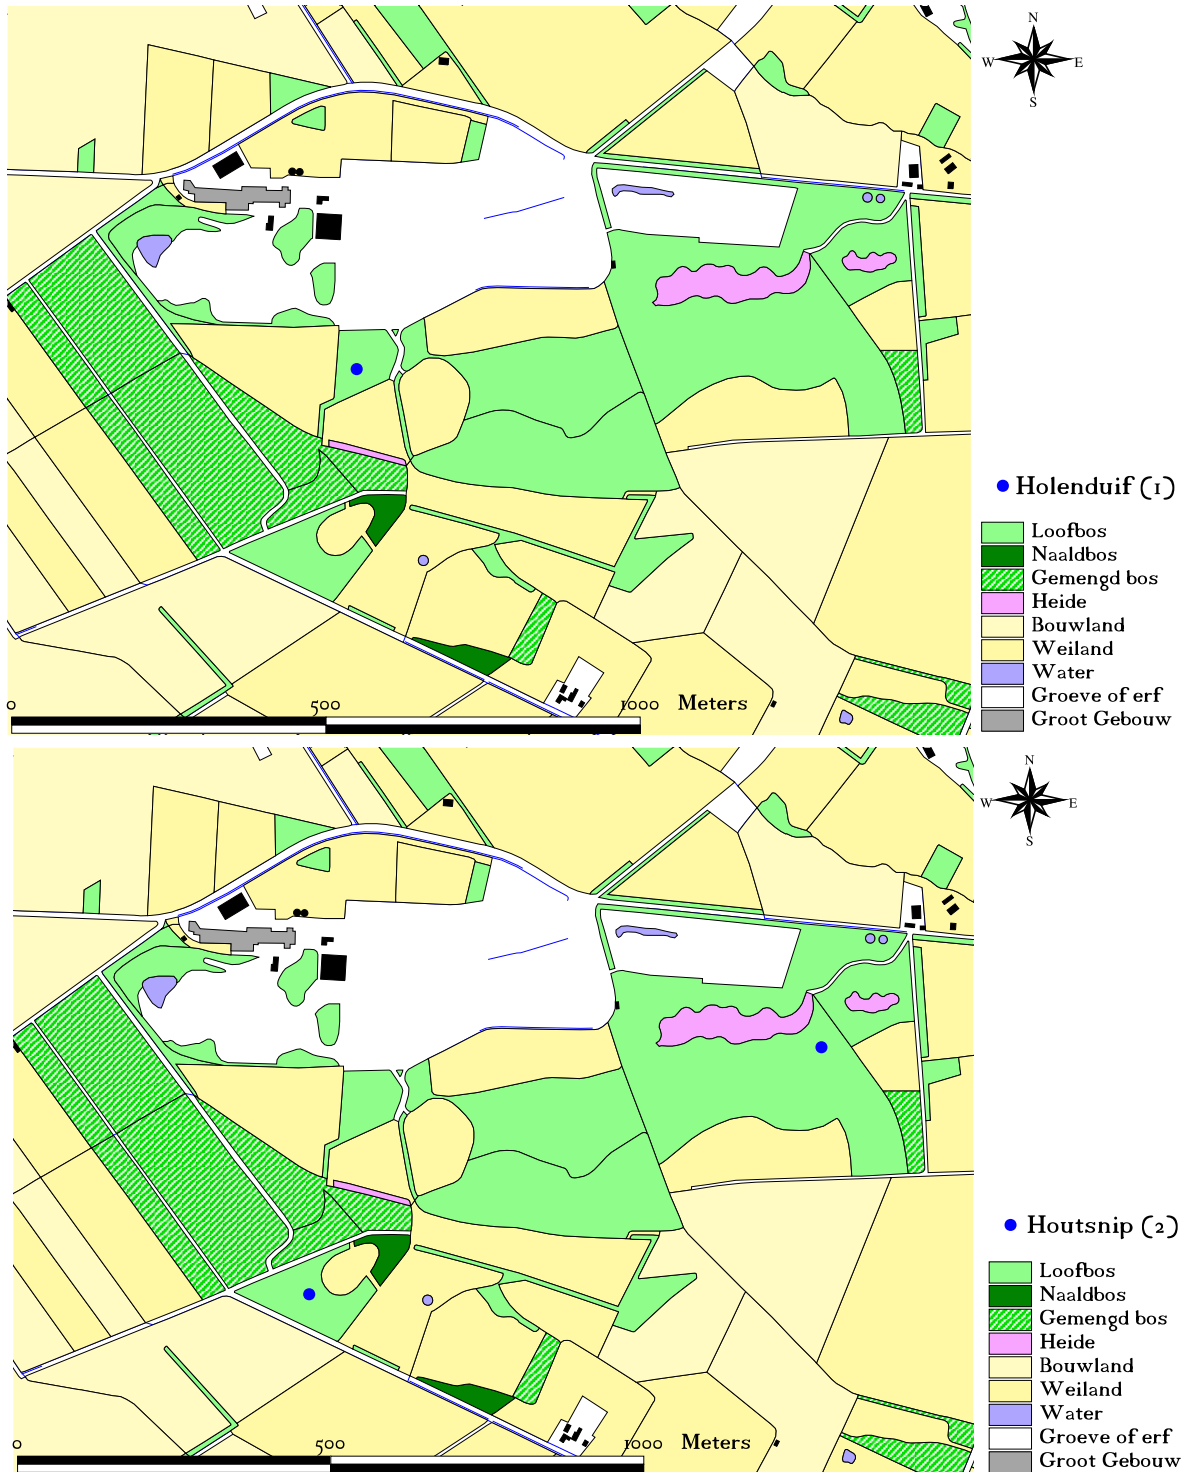 N
W E
S
Holenduif (1)
Loofbos
Naaldbos
Gemengd bos
Heide
Bouwland
Weiland
Water
Groeve of erf
Groot Gebouw
0 500 1000 Meters
N
W E
S
Houtsnip (2)
Loofbos
Naaldbos
Gemengd bos
Heide
Bouwland
Weiland
Water
Groeve of erf
Groot Gebouw
0 500 1000 Meters